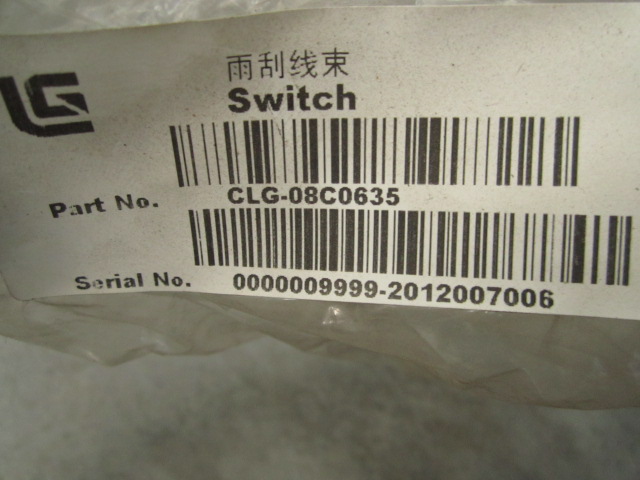 雨刮线束
LG
Switch
Part No. CLG-08C0635
Serial No. 0000009999-2012007006